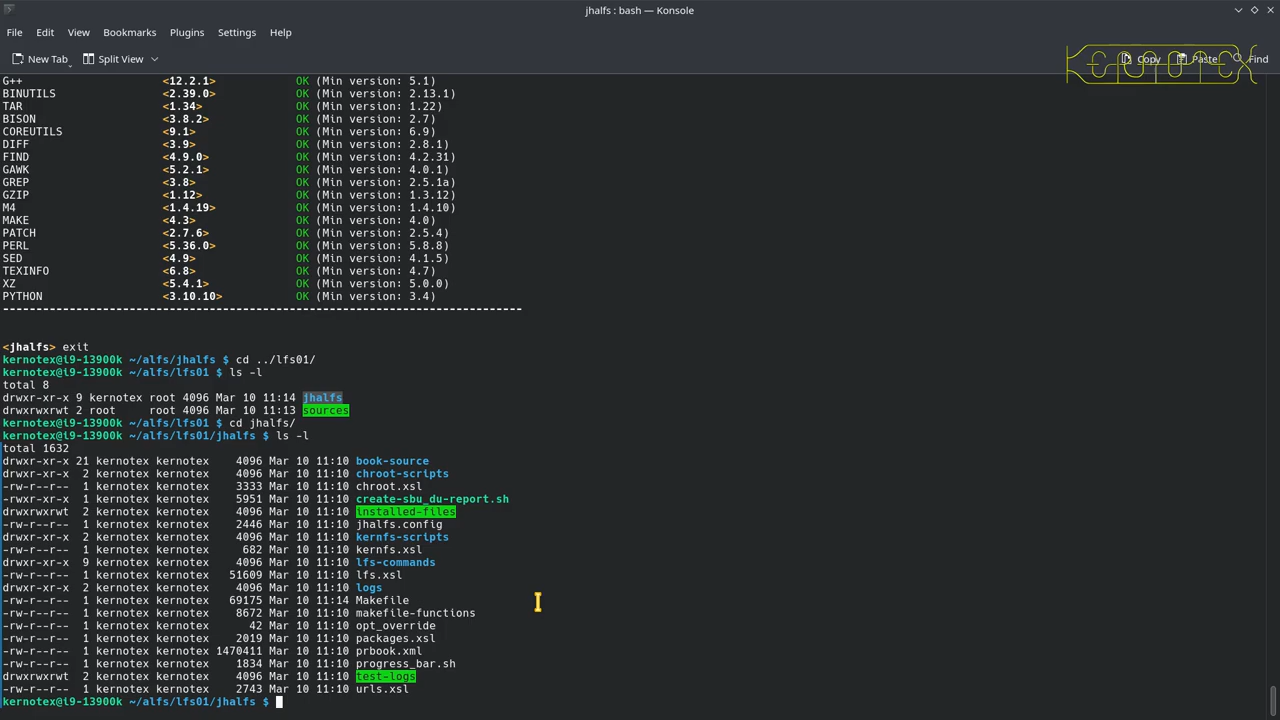 jhalfs : bash — Konsole
File Edit View Bookmarks Plugins Settings Help
New Tab Split View Copy Paste Find
Kernotex
G++ <12.2.1> OK (Min version: 5.1)
BINUTILS <2.39.0> OK (Min version: 2.13.1)
TAR <1.34> OK (Min version: 1.22)
BISON <3.8.2> OK (Min version: 2.7)
COREUTILS <9.1> OK (Min version: 6.9)
DIFF <3.9> OK (Min version: 2.8.1)
FIND <4.9.0> OK (Min version: 4.2.31)
GAWK <5.2.1> OK (Min version: 4.0.1)
GREP <3.8> OK (Min version: 2.5.1a)
GZIP <1.12> OK (Min version: 1.3.12)
M4 <1.4.19> OK (Min version: 1.4.10)
MAKE <4.3> OK (Min version: 4.0)
PATCH <2.7.6> OK (Min version: 2.5.4)
PERL <5.36.0> OK (Min version: 5.8.8)
SED <4.9> OK (Min version: 4.1.5)
TEXINFO <6.8> OK (Min version: 4.7)
XZ <5.4.1> OK (Min version: 5.0.0)
PYTHON <3.10.10> OK (Min version: 3.4)
------------------------------------------------------------------------------
<jhalfs> exit
kernotex@i9-13900k ~/alfs/jhalfs $ cd ../lfs01/
kernotex@i9-13900k ~/alfs/lfs01 $ ls -l
total 8
drwxr-xr-x 9 kernotex root 4096 Mar 10 11:14 jhalfs
drwxrwxrwt 2 root     root 4096 Mar 10 11:13 sources
kernotex@i9-13900k ~/alfs/lfs01 $ cd jhalfs/
kernotex@i9-13900k ~/alfs/lfs01/jhalfs $ ls -l
total 1632
drwxr-xr-x 21 kernotex kernotex    4096 Mar 10 11:10 book-source
drwxr-xr-x  2 kernotex kernotex    4096 Mar 10 11:10 chroot-scripts
-rw-r--r--  1 kernotex kernotex    3333 Mar 10 11:10 chroot.xsl
-rwxr-xr-x  1 kernotex kernotex    5951 Mar 10 11:10 create-sbu_du-report.sh
drwxrwxrwt  2 kernotex kernotex    4096 Mar 10 11:10 installed-files
-rw-r--r--  1 kernotex kernotex    2446 Mar 10 11:10 jhalfs.config
drwxr-xr-x  2 kernotex kernotex    4096 Mar 10 11:10 kernfs-scripts
-rw-r--r--  1 kernotex kernotex     682 Mar 10 11:10 kernfs.xsl
drwxr-xr-x  9 kernotex kernotex    4096 Mar 10 11:10 lfs-commands
-rw-r--r--  1 kernotex kernotex   51609 Mar 10 11:10 lfs.xsl
drwxr-xr-x  2 kernotex kernotex    4096 Mar 10 11:10 logs
-rw-r--r--  1 kernotex kernotex   69175 Mar 10 11:14 Makefile
-rw-r--r--  1 kernotex kernotex    8672 Mar 10 11:10 makefile-functions
-rw-r--r--  1 kernotex kernotex      42 Mar 10 11:10 opt_override
-rw-r--r--  1 kernotex kernotex    2019 Mar 10 11:10 packages.xsl
-rw-r--r--  1 kernotex kernotex 1470411 Mar 10 11:10 prbook.xml
-rw-r--r--  1 kernotex kernotex    1834 Mar 10 11:10 progress_bar.sh
drwxrwxrwt  2 kernotex kernotex    4096 Mar 10 11:10 test-logs
-rw-r--r--  1 kernotex kernotex    2743 Mar 10 11:10 urls.xsl
kernotex@i9-13900k ~/alfs/lfs01/jhalfs $